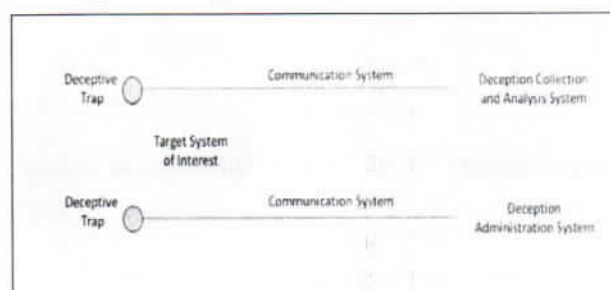 Deceptive
Trap
Communication System
Deception Collection
and Analysis System
Target System
of Interest
Deceptive
Trap
Communication System
Deception
Administration System